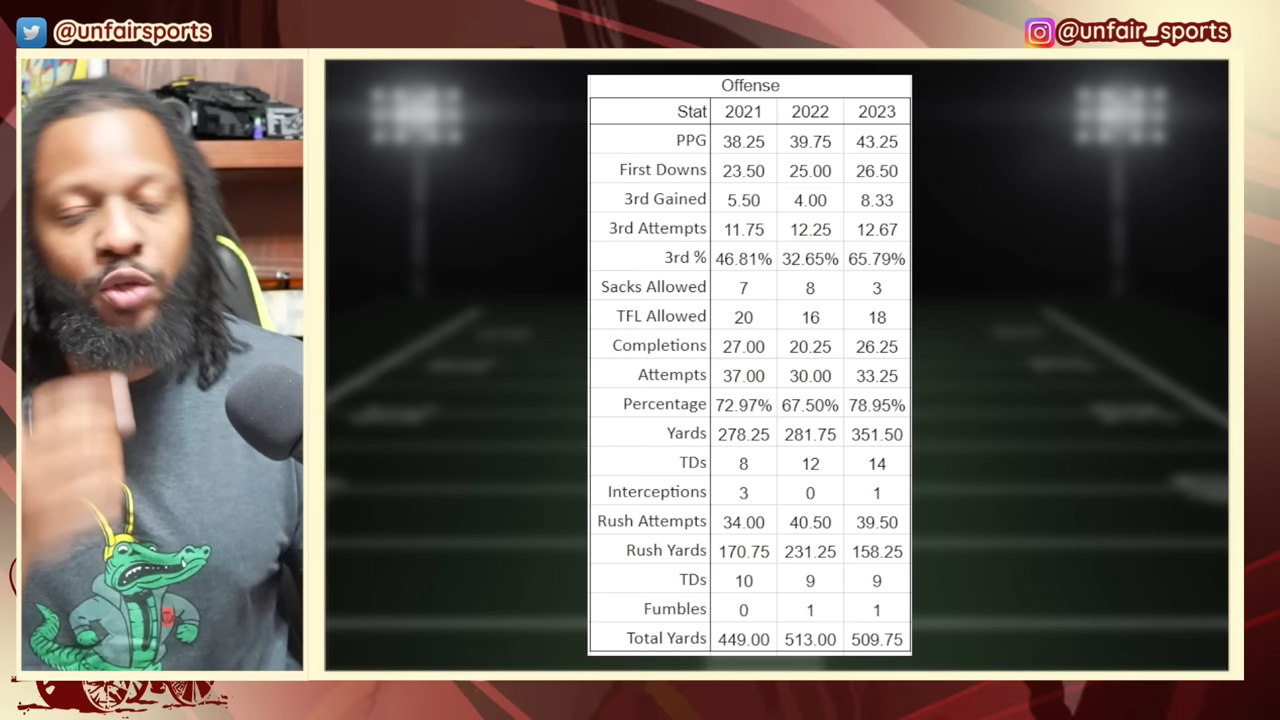 @unfairsports
@unfair_sports
Offense
Stat 2021 2022 2023
PPG 38.25 39.75 43.25
First Downs 23.50 25.00 26.50
3rd Gained 5.50 4.00 8.33
3rd Attempts 11.75 12.25 12.67
3rd % 46.81% 32.65% 65.79%
Sacks Allowed 7 8 3
TFL Allowed 20 16 18
Completions 27.00 20.25 26.25
Attempts 37.00 30.00 33.25
Percentage 72.97% 67.50% 78.95%
Yards 278.25 281.75 351.50
TDs 8 12 14
Interceptions 3 0 1
Rush Attempts 34.00 40.50 39.50
Rush Yards 170.75 231.25 158.25
TDs 10 9 9
Fumbles 0 1 1
Total Yards 449.00 513.00 509.75